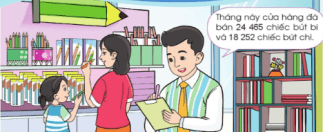 Tháng này cửa hàng đã
bán 24 465 chiếc bút bi
và 18 252 chiếc bút chì.